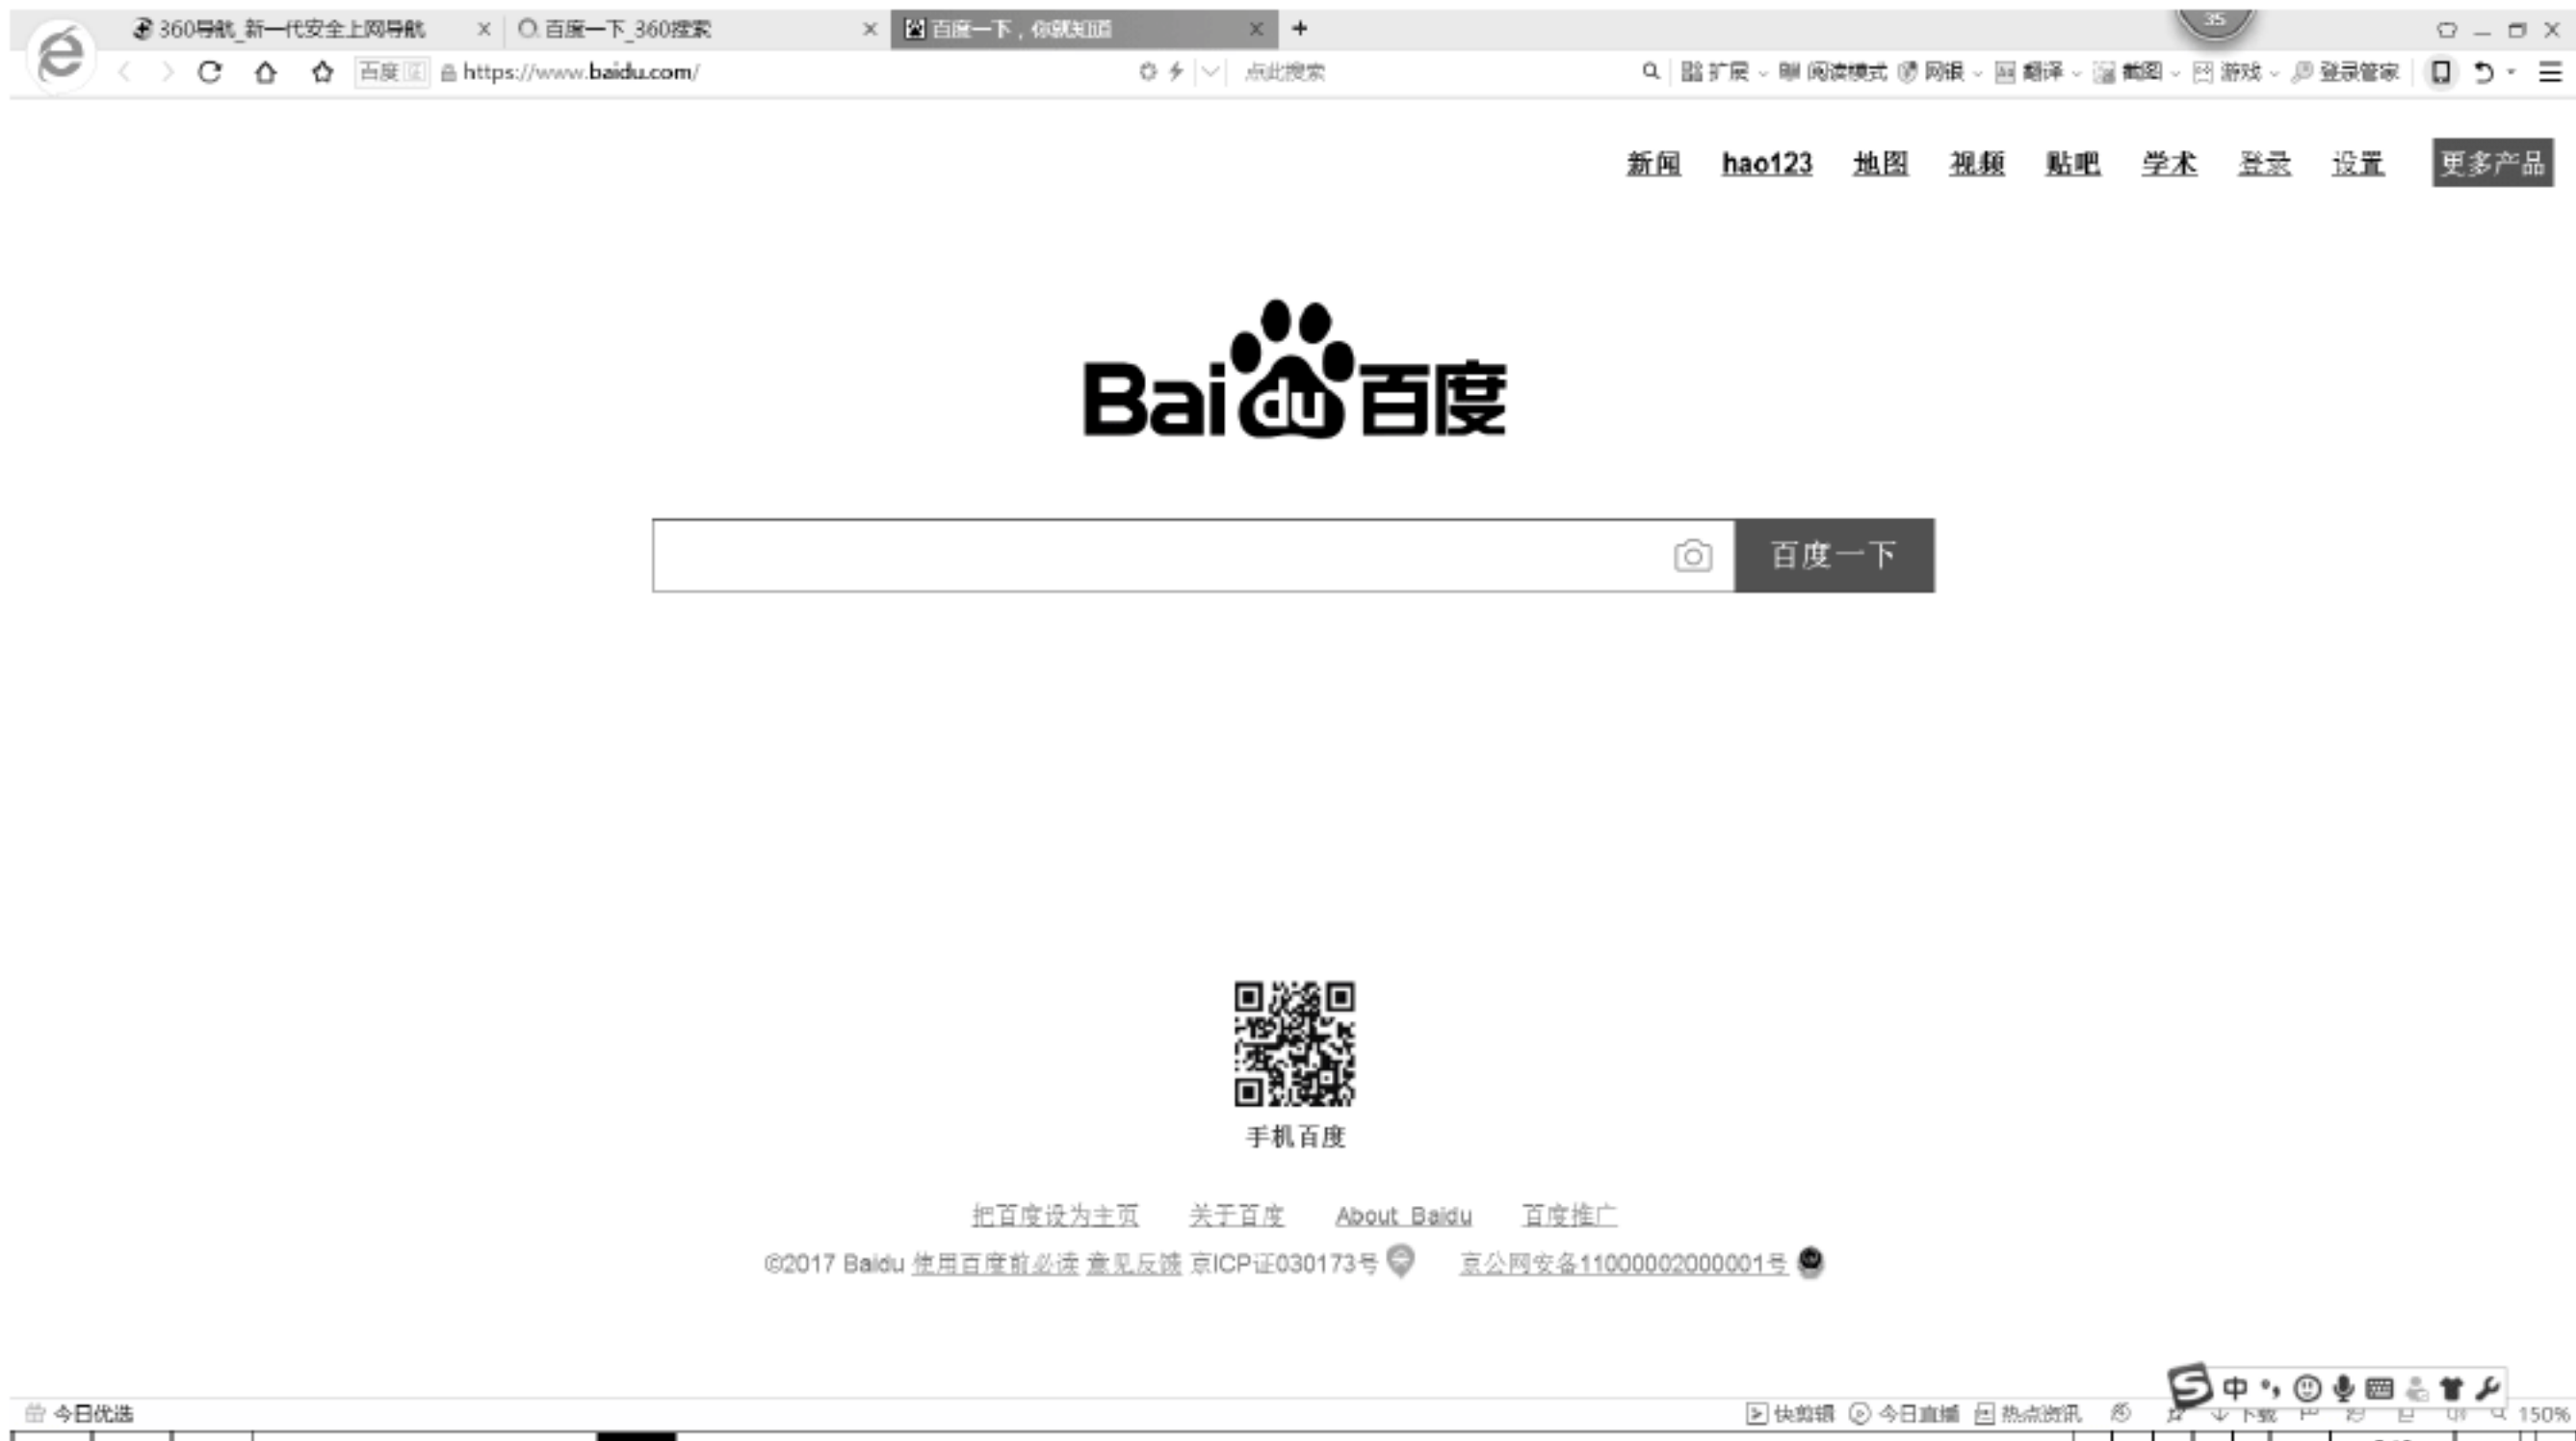 360导航_新一代安全上网导航 百度一下_360搜索 百度一下，你就知道 35
百度 证 https://www.baidu.com/ 点此搜索 扩展 阅读模式 网银 翻译 截图 游戏 登录管家
新闻 hao123 地图 视频 贴吧 学术 登录 设置 更多产品
Bai du 百度
百度一下
手机百度
把百度设为主页 关于百度 About Baidu 百度推广
©2017 Baidu 使用百度前必读 意见反馈 京ICP证030173号 京公网安备11000002000001号
中
今日优选 快剪辑 今日直播 热点资讯 下载 150%